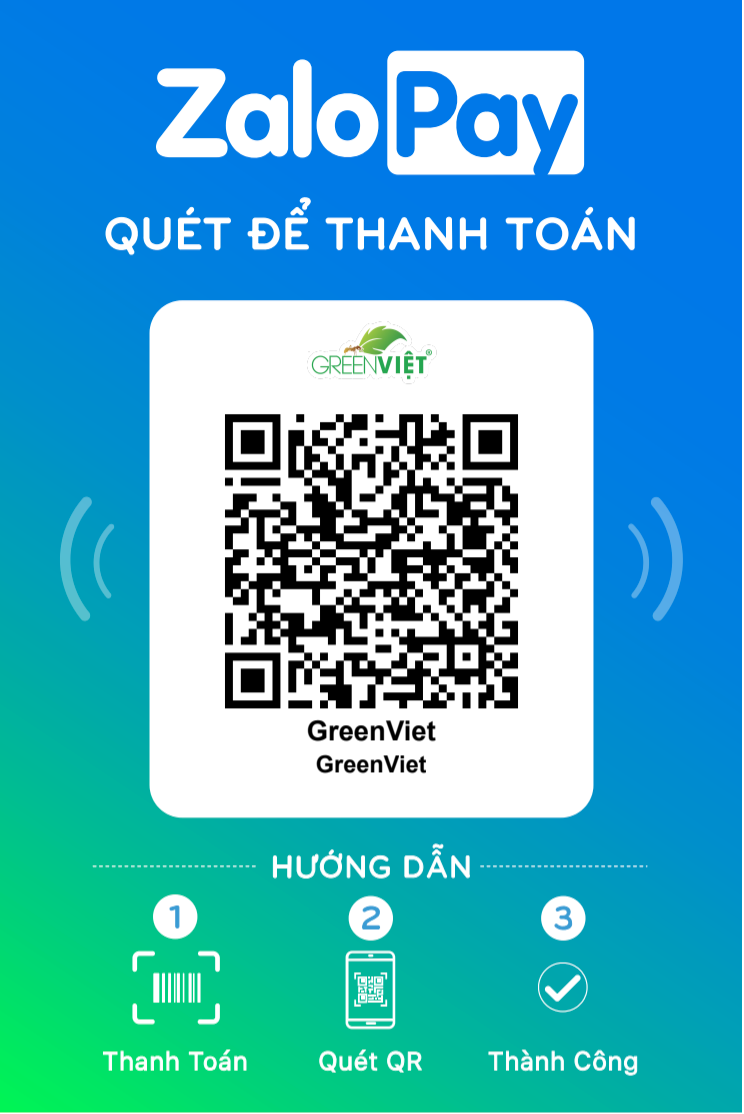 ZaloPay
QUÉT ĐỂ THANH TOÁN
GREENVIỆT®
GreenViet
GreenViet
HƯỚNG DẪN
1 2 3
Thanh Toán Quét QR Thành Công